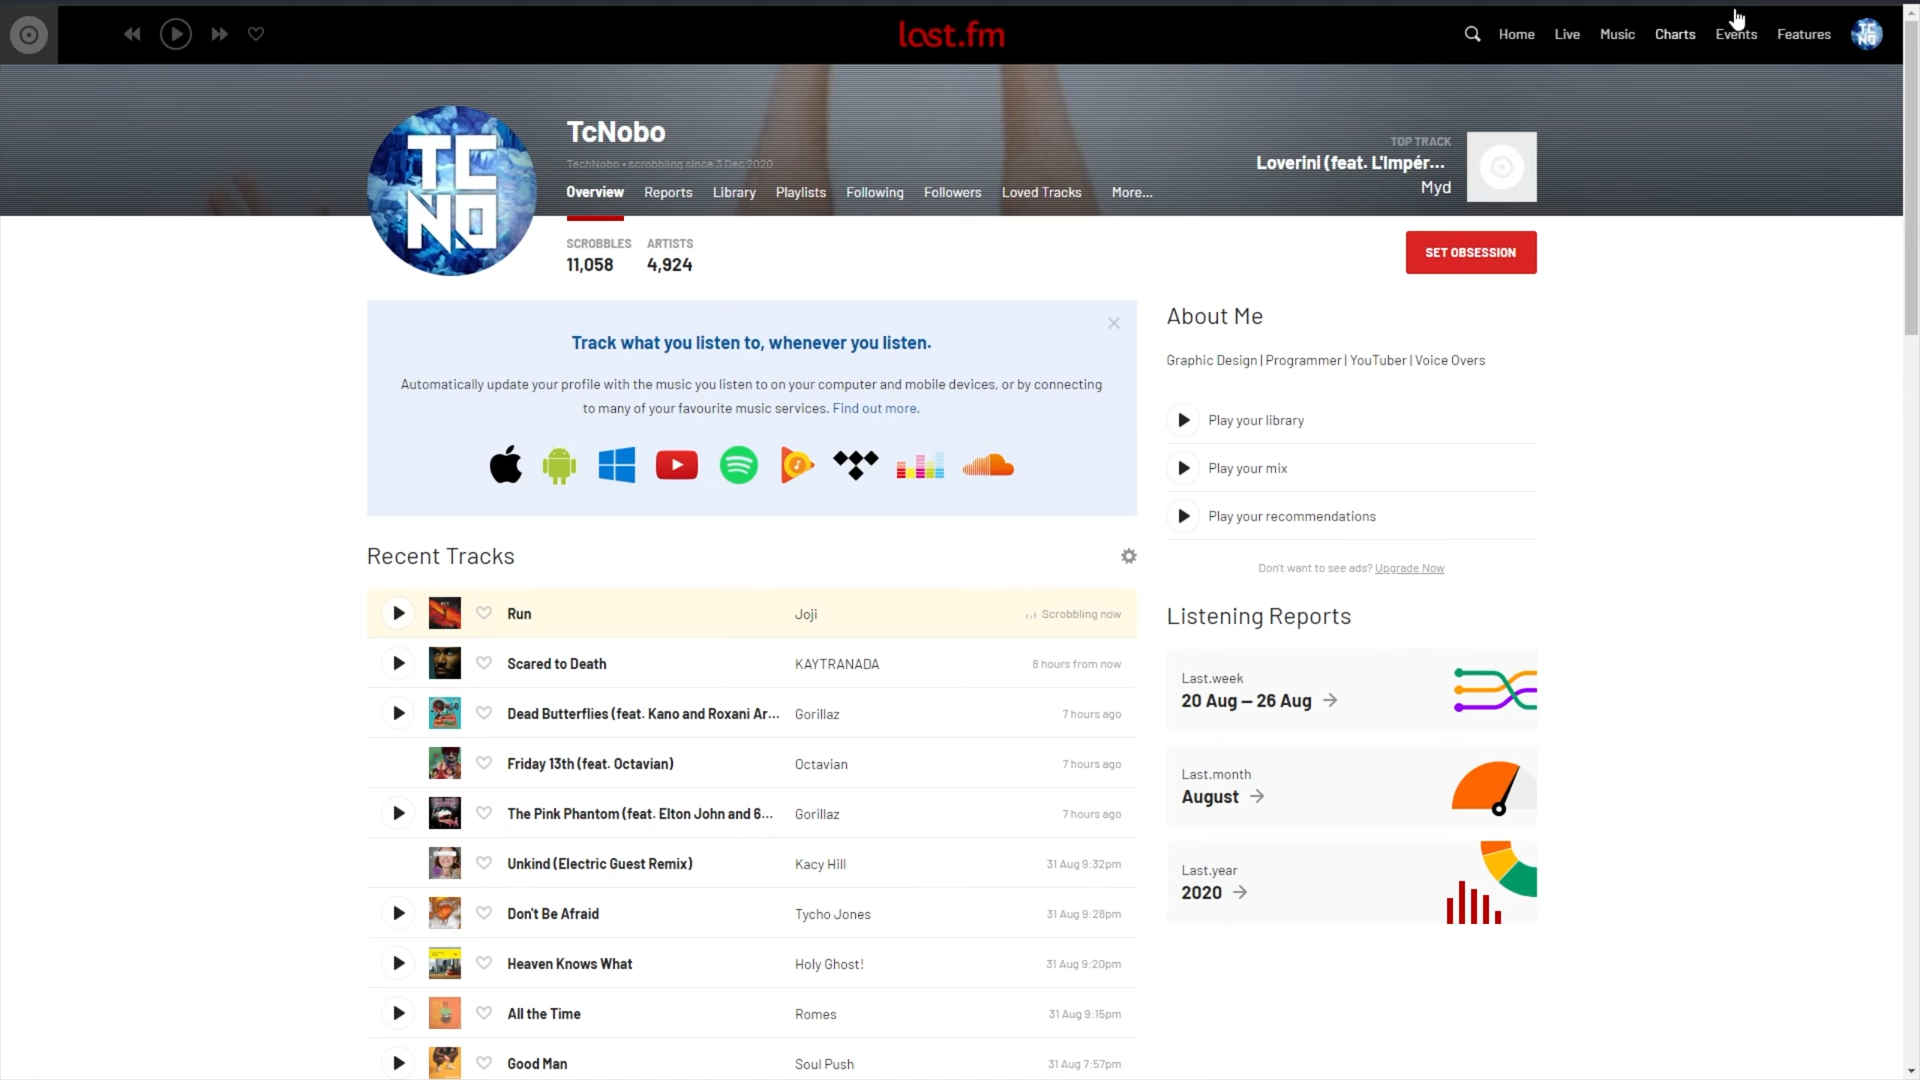 last.fm
Home Live Music Charts Events Features
TcNobo
TechNobo • scrobbling since 3 Dec 2020
Overview Reports Library Playlists Following Followers Loved Tracks More...
TOP TRACK
Loverini (feat. L'Impér...
Myd
TC
NO
SCROBBLES ARTISTS
11,058 4,924
SET OBSESSION
Track what you listen to, whenever you listen.
Automatically update your profile with the music you listen to on your computer and mobile devices, or by connecting
to many of your favourite music services. Find out more.
Recent Tracks
Run Joji Scrobbling now
Scared to Death KAYTRANADA 8 hours from now
Dead Butterflies (feat. Kano and Roxani Ar... Gorillaz 7 hours ago
Friday 13th (feat. Octavian) Octavian 7 hours ago
The Pink Phantom (feat. Elton John and 6... Gorillaz 7 hours ago
Unkind (Electric Guest Remix) Kacy Hill 31 Aug 9:32pm
Don't Be Afraid Tycho Jones 31 Aug 9:28pm
Heaven Knows What Holy Ghost! 31 Aug 9:20pm
All the Time Romes 31 Aug 9:15pm
Good Man Soul Push 31 Aug 7:57pm
About Me
Graphic Design | Programmer | YouTuber | Voice Overs
Play your library
Play your mix
Play your recommendations
Don't want to see ads? Upgrade Now
Listening Reports
Last.week
20 Aug — 26 Aug
Last.month
August
Last.year
2020